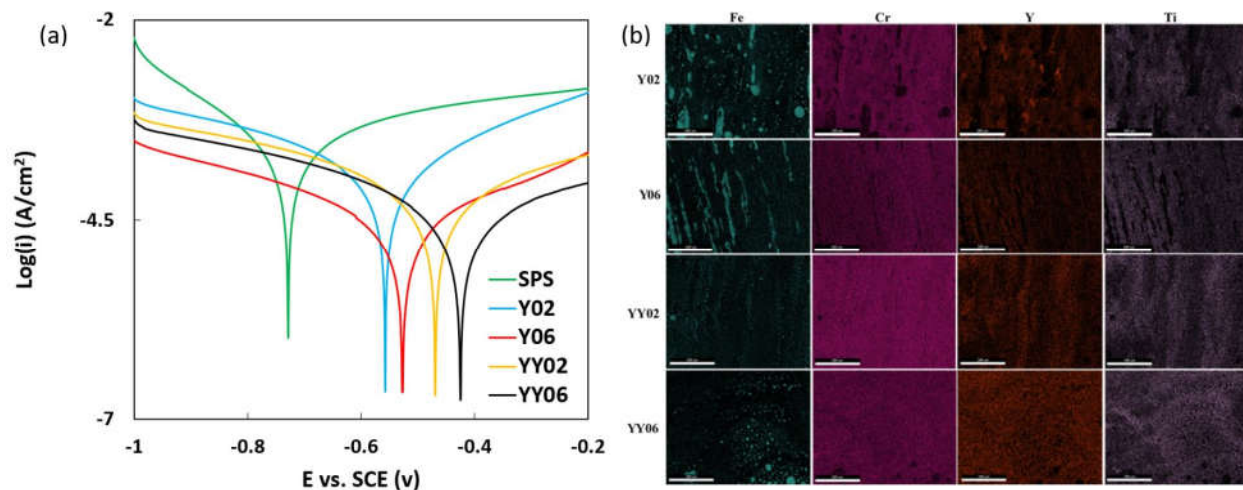 (a)
-2
-4.5
-7
Log(i) (A/cm²)
-1
-0.8
-0.6
-0.4
-0.2
E vs. SCE (v)
SPS
Y02
Y06
YY02
YY06
(b)
Fe
Cr
Y
Ti
Y02
Y06
YY02
YY06